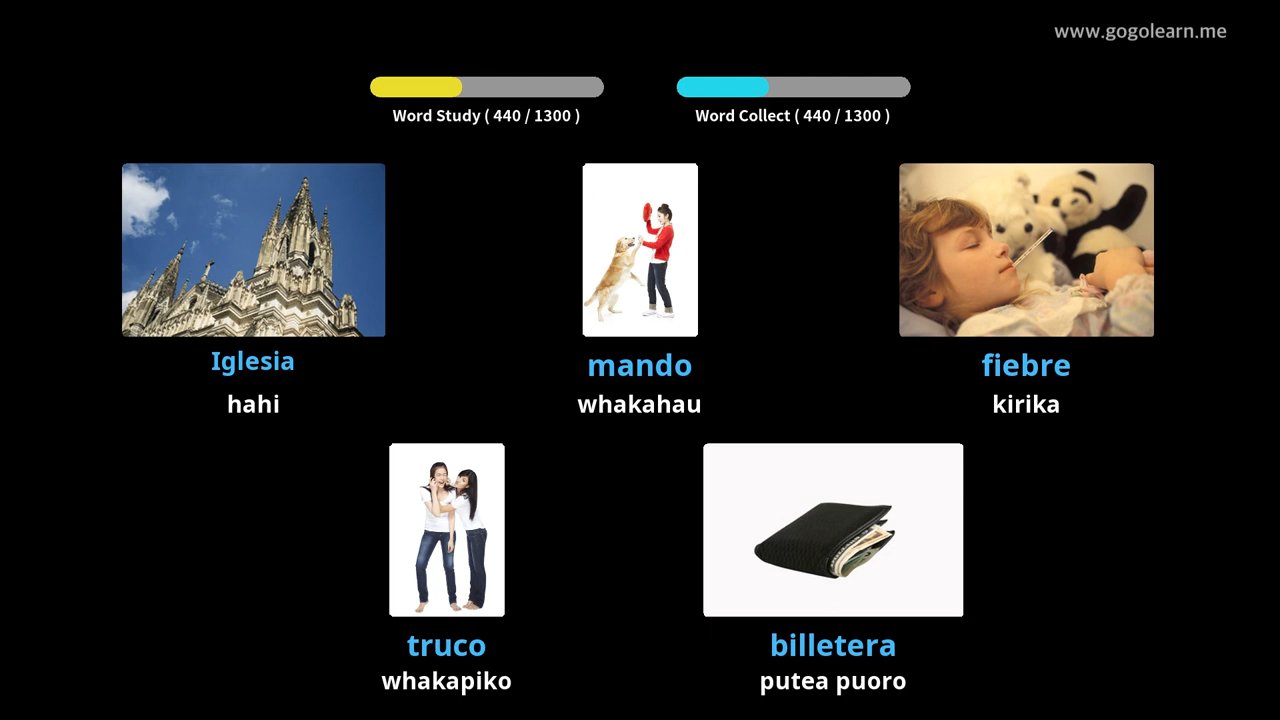 www.gogolearn.me
Word Study ( 440 / 1300 )
Word Collect ( 440 / 1300 )
Iglesia
hahi
mando
whakahau
fiebre
kirika
truco
whakapiko
billetera
putea puoro